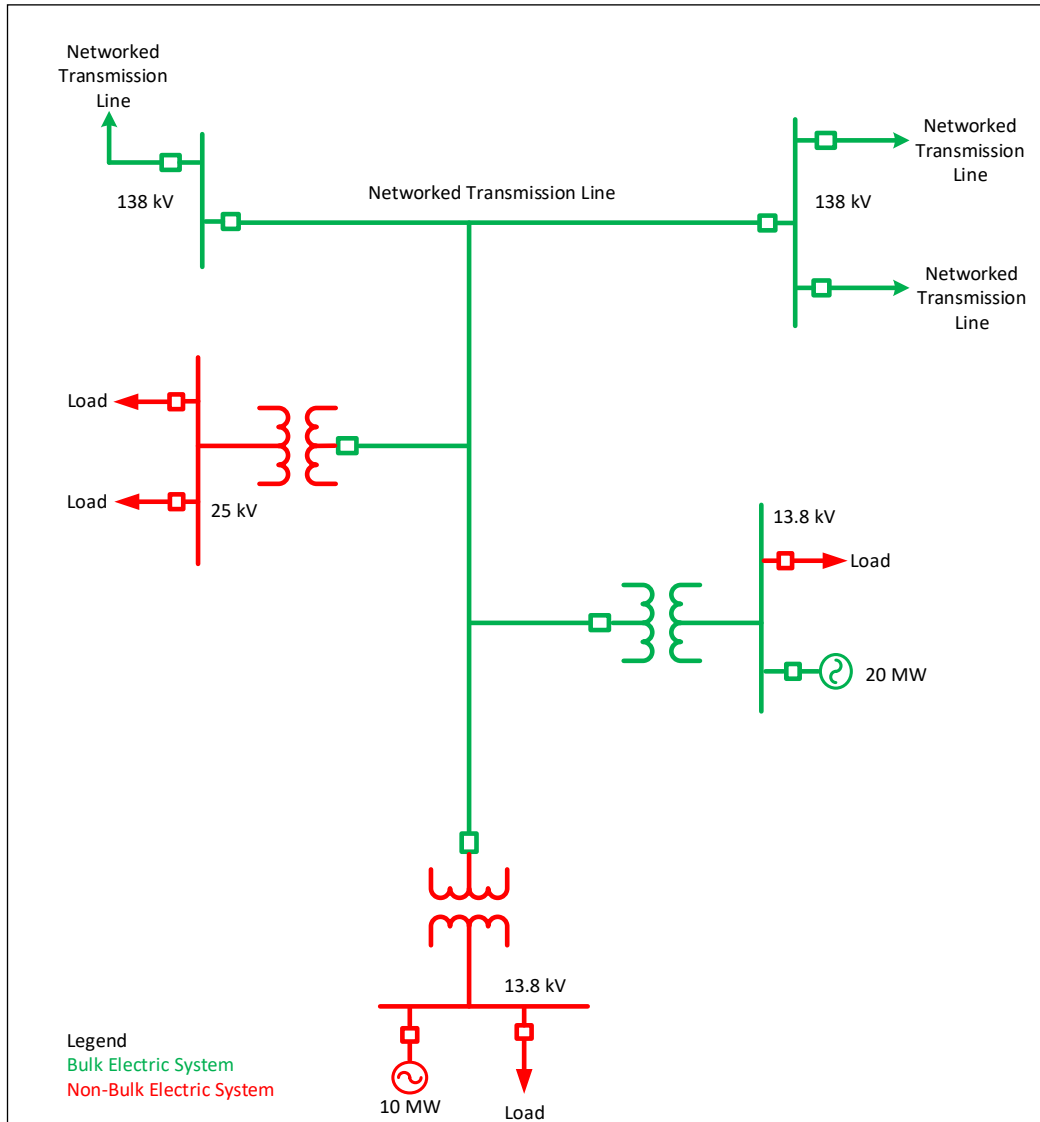 Networked
Transmission
Line
Networked
Transmission
Line
138 kV
Networked Transmission Line
138 kV
Networked
Transmission
Line
Load
Load
25 kV
13.8 kV
Load
20 MW
13.8 kV
10 MW
Load
Legend
Bulk Electric System
Non-Bulk Electric System